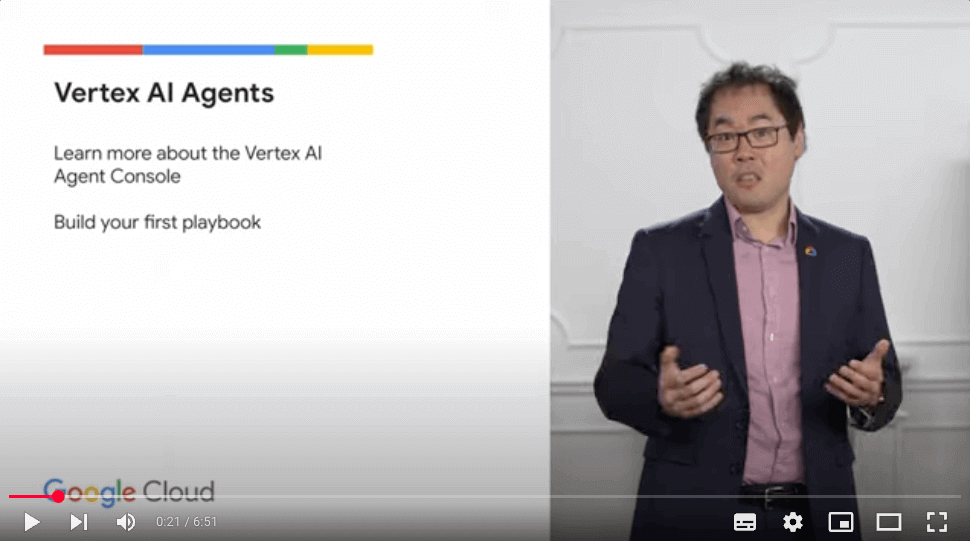 Vertex AI Agents
Learn more about the Vertex AI
Agent Console
Build your first playbook
Google Cloud
0:21 / 6:51